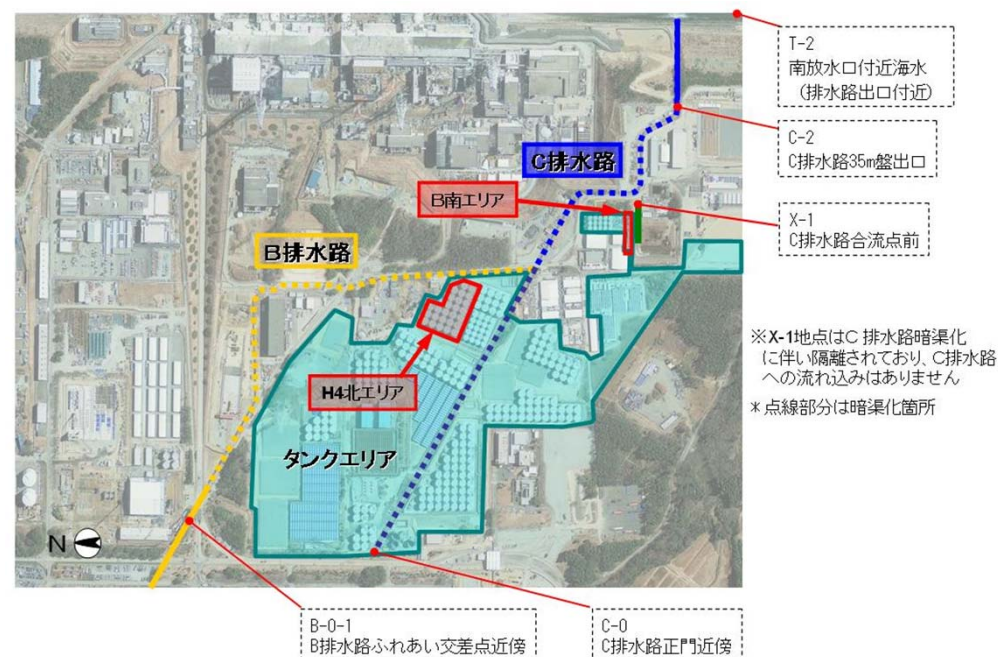 T-2
南放水口付近海水
（排水路出口付近）
C-2
C排水路35m盤出口
C排水路
B南エリア
X-1
C排水路合流点前
B排水路
※X-1地点はC 排水路暗渠化
に伴い隔離されており、C排水路
への流れ込みはありません
＊点線部分は暗渠化箇所
H4北エリア
タンクエリア
N
B-0-1
B排水路ふれあい交差点近傍
C-0
C排水路正門近傍